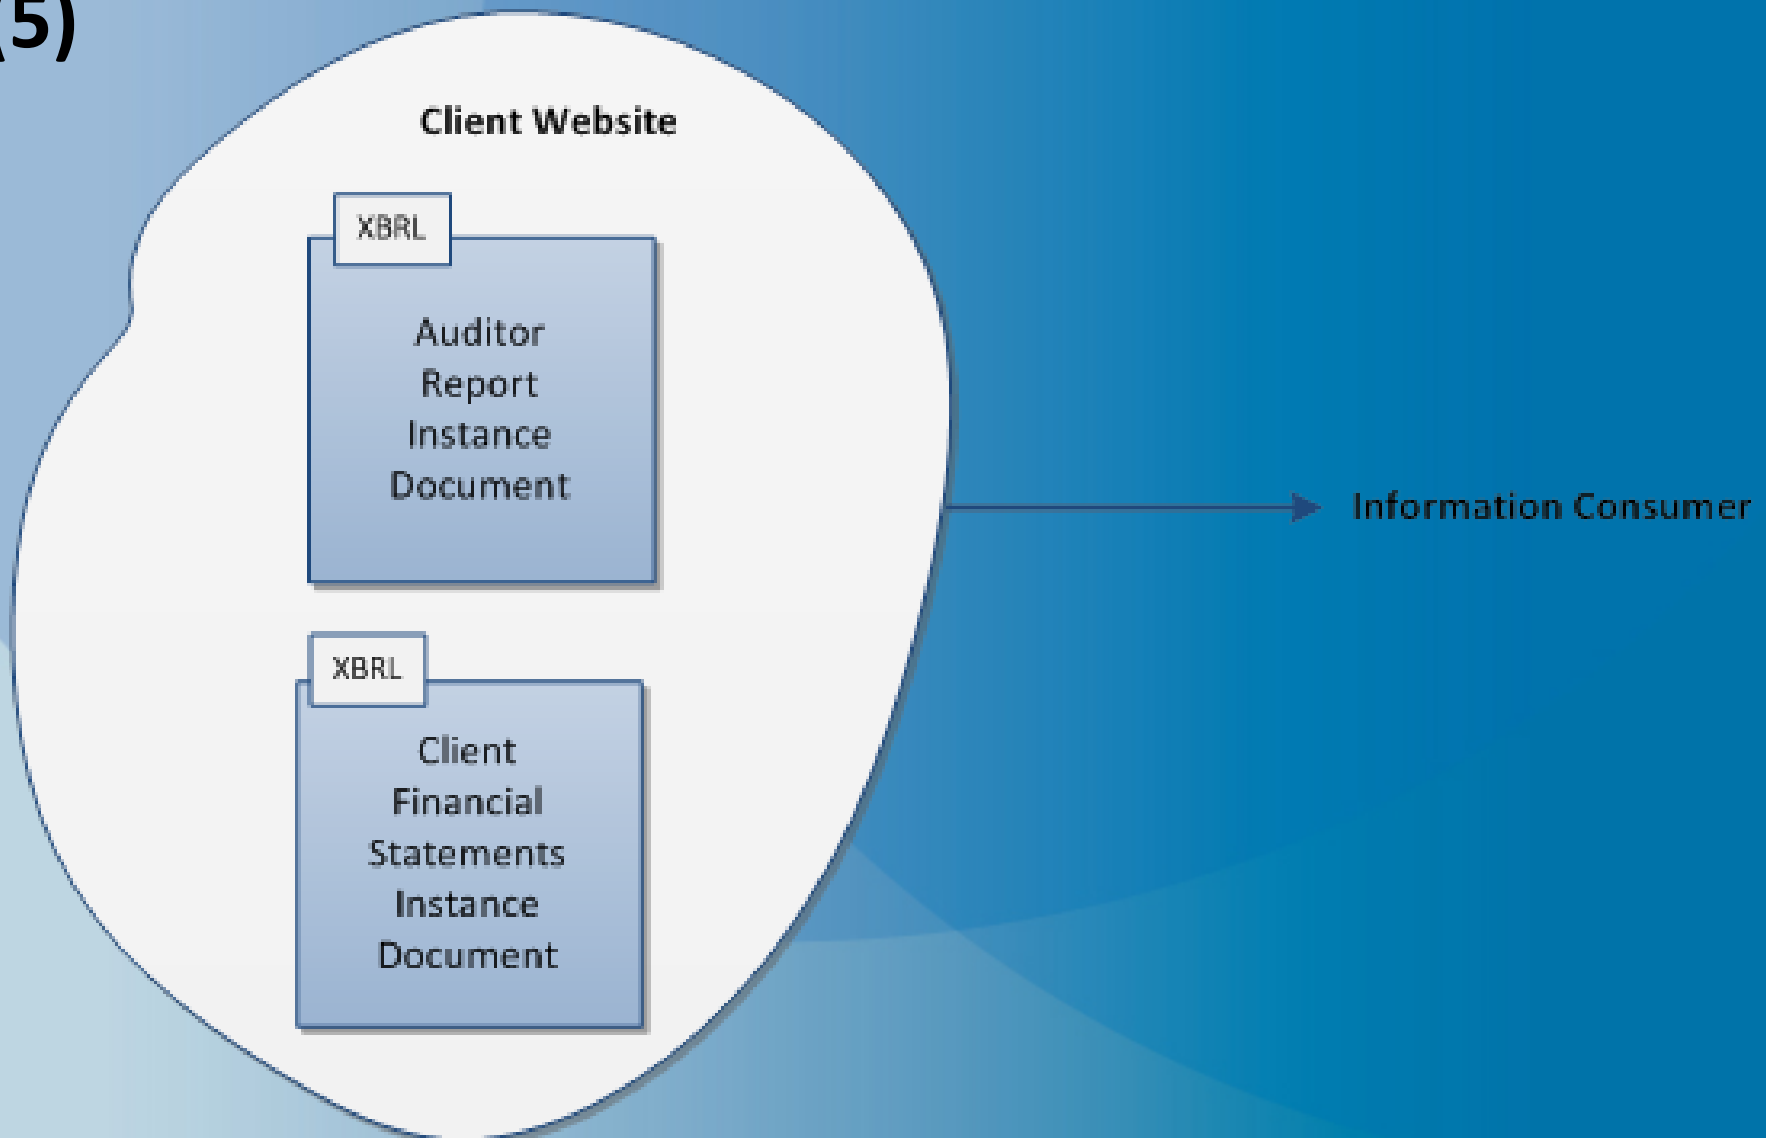 (5)
Client Website
XBRL
Auditor
Report
Instance
Document
Information Consumer
XBRL
Client
Financial
Statements
Instance
Document